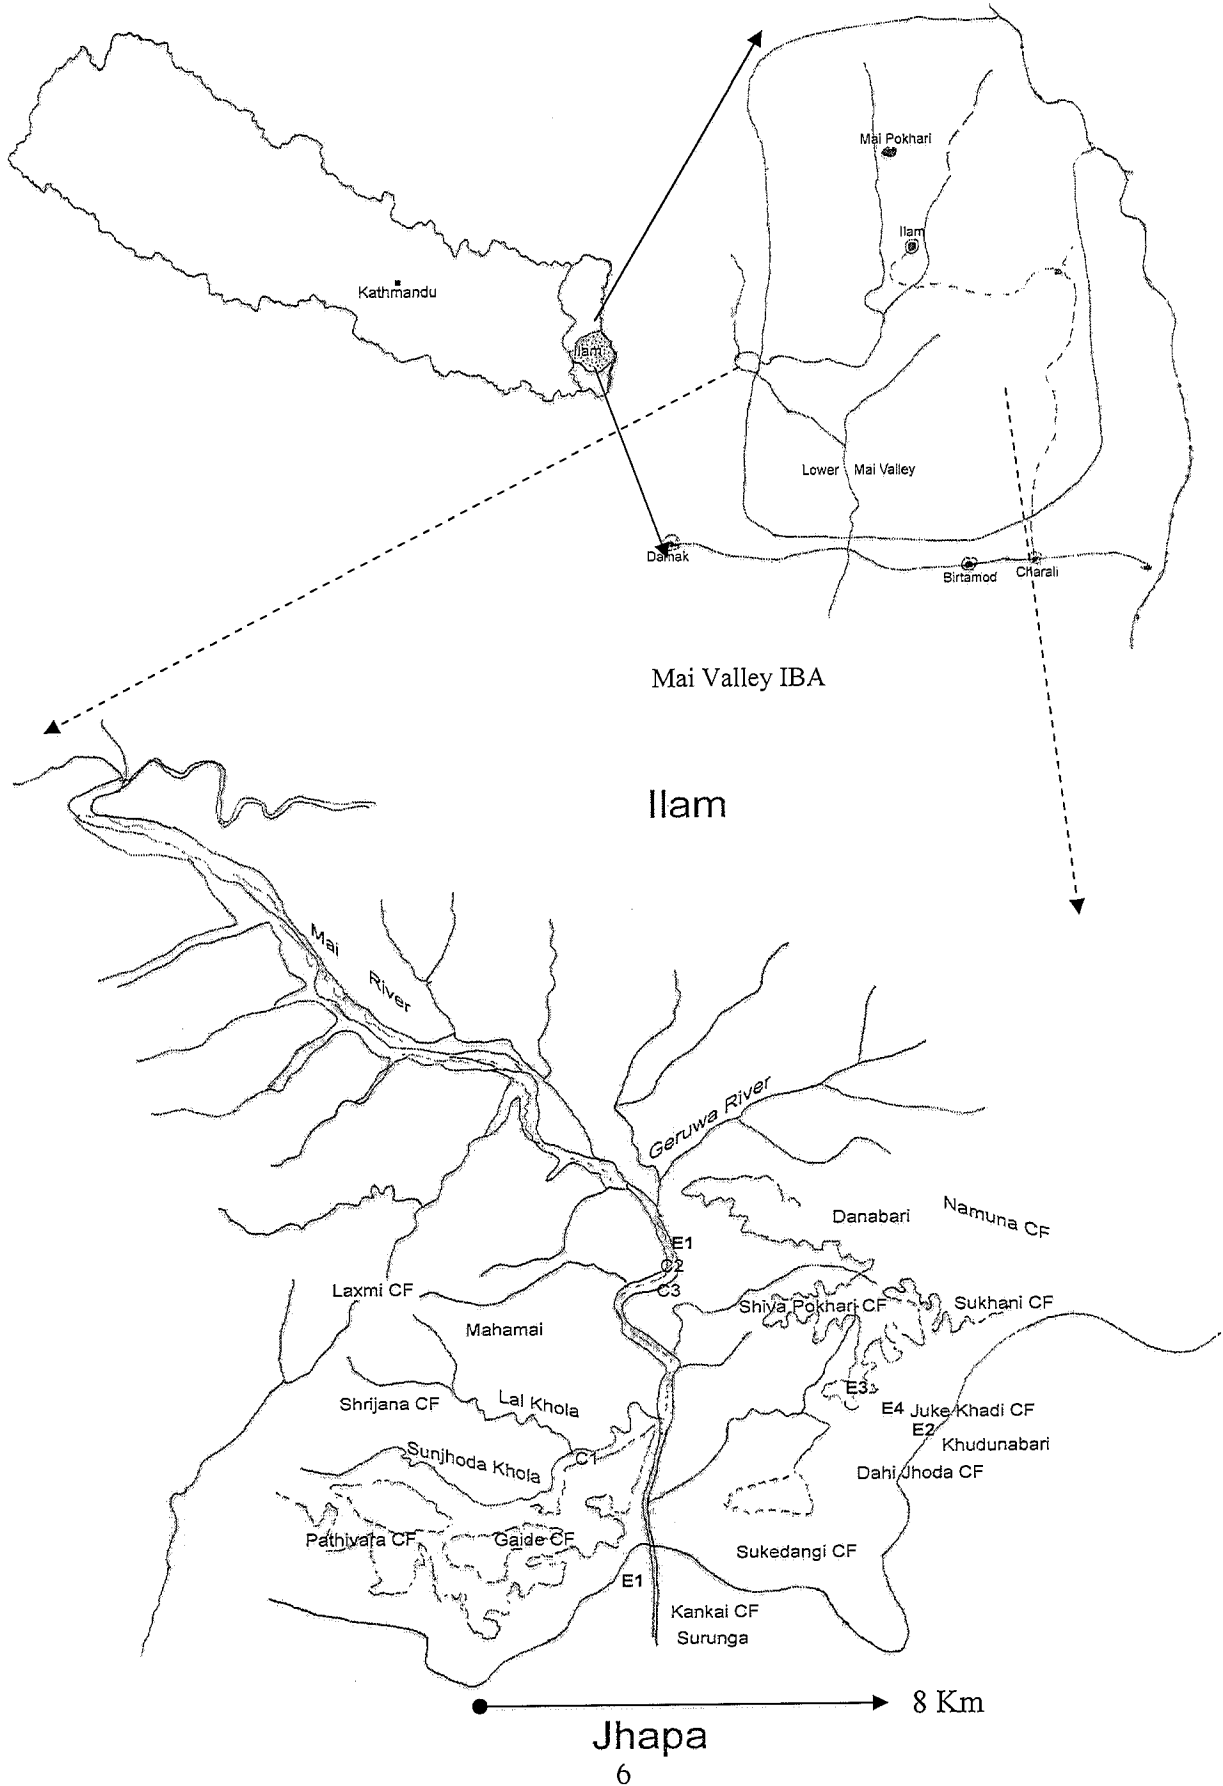 Mai Pokhari
Ilam
Kathmandu
Ilam
Lower Mai Valley
Damak
Birtamod
Charali
Mai Valley IBA
Ilam
Mai River
Geruwa River
Danabari
Namuna CF
E1
C2
C3
Laxmi CF
Shiva Pokhari CF
Sukhani CF
Mahamai
E3
Shrijana CF
Lal Khola
E4
Juke Khadi CF
E2
Khudunabari
Sunjhoda Khola
C1
Dahi Jhoda CF
Pathivara CF
Gaide CF
Sukedangi CF
E1
Kankai CF
Surunga
8 Km
Jhapa
6